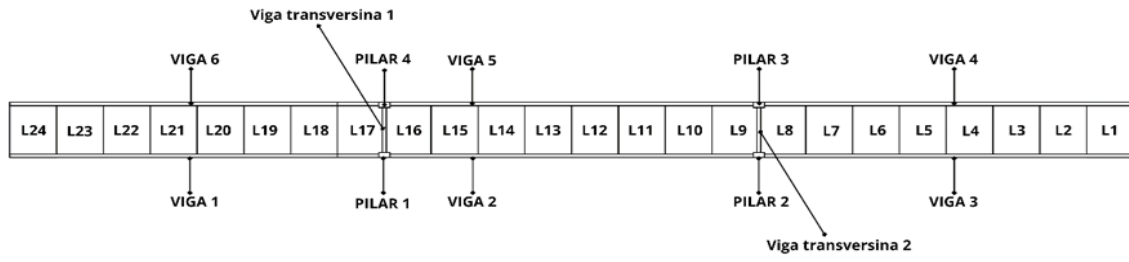 Viga transversina 1
VIGA 6
PILAR 4
VIGA 5
PILAR 3
VIGA 4
L24 L23 L22 L21 L20 L19 L18 L17 L16 L15 L14 L13 L12 L11 L10 L9 L8 L7 L6 L5 L4 L3 L2 L1
VIGA 1
PILAR 1
VIGA 2
PILAR 2
VIGA 3
Viga transversina 2